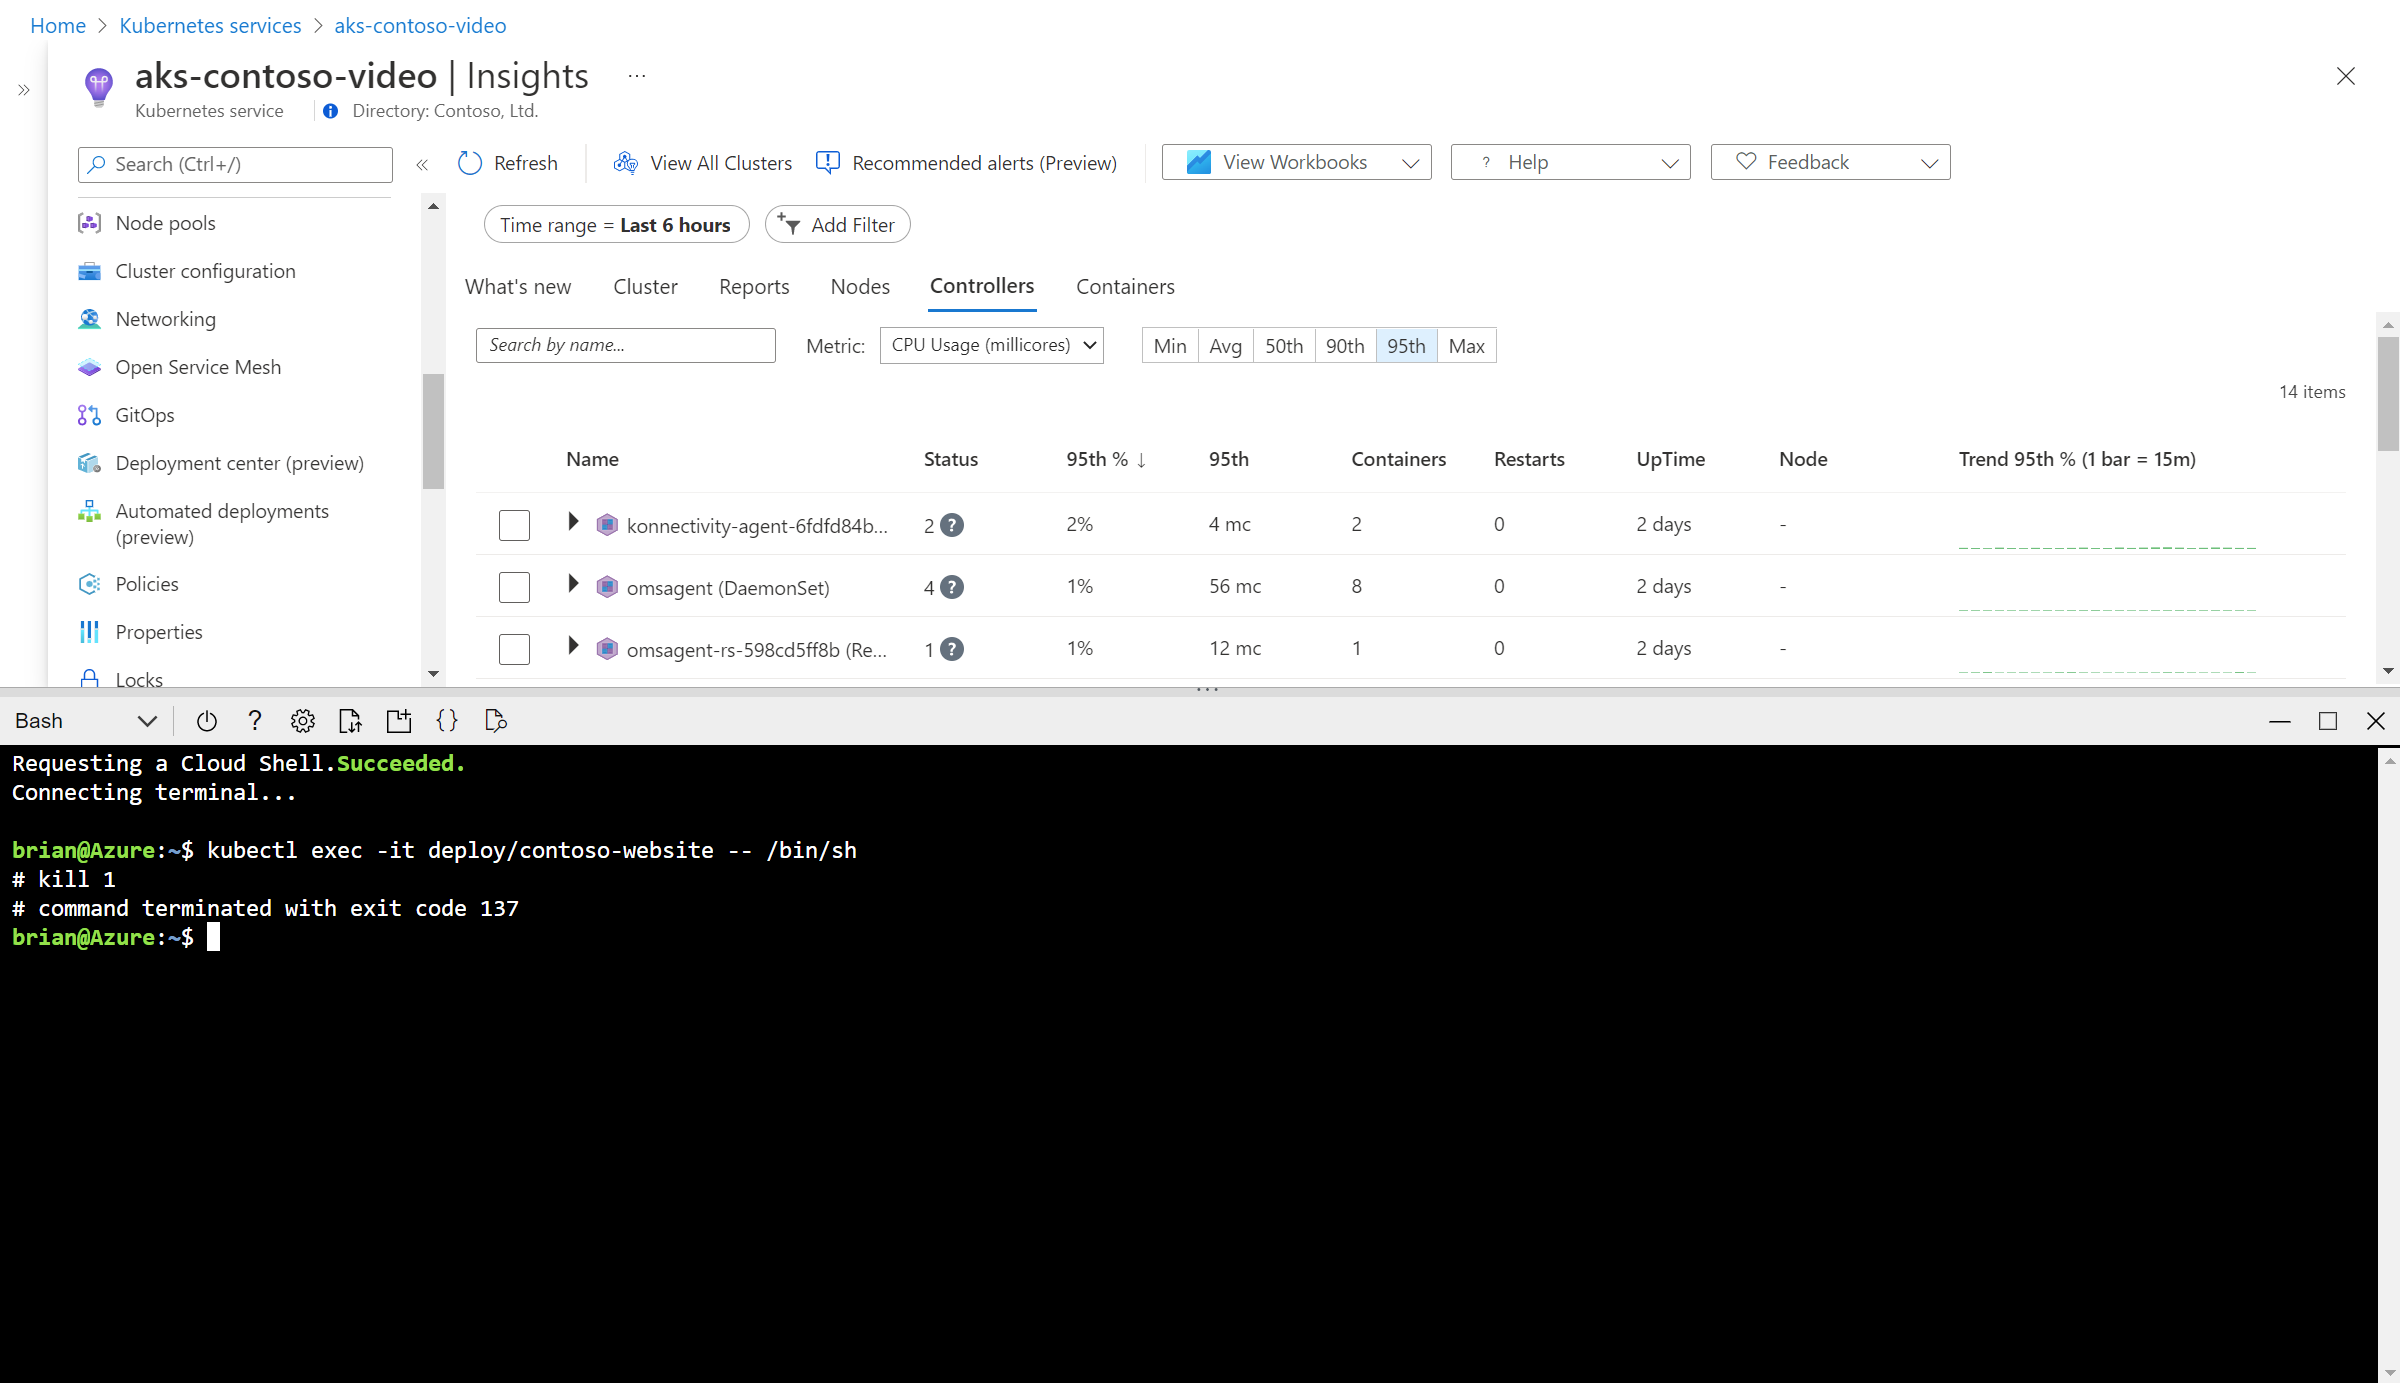 Home > Kubernetes services > aks-contoso-video
aks-contoso-video | Insights ...
Kubernetes service
Directory: Contoso, Ltd.
Search (Ctrl+/)
Refresh
View All Clusters
Recommended alerts (Preview)
View Workbooks
? Help
Feedback
Node pools
Cluster configuration
Networking
Open Service Mesh
GitOps
Deployment center (preview)
Automated deployments
(preview)
Policies
Properties
Locks
Time range = Last 6 hours
Add Filter
What's new Cluster Reports Nodes Controllers Containers
Search by name...
Metric: CPU Usage (millicores)
Min Avg 50th 90th 95th Max
14 items
Name Status 95th % ↓ 95th Containers Restarts UpTime Node Trend 95th % (1 bar = 15m)
konnectivity-agent-6fdfd84b... 2 ? 2% 4 mc 2 0 2 days -
omsagent (DaemonSet) 4 ? 1% 56 mc 8 0 2 days -
omsagent-rs-598cd5ff8b (Re... 1 ? 1% 12 mc 1 0 2 days -
Bash
Requesting a Cloud Shell.Succeeded.
Connecting terminal...
brian@Azure:~$ kubectl exec -it deploy/contoso-website -- /bin/sh
# kill 1
# command terminated with exit code 137
brian@Azure:~$